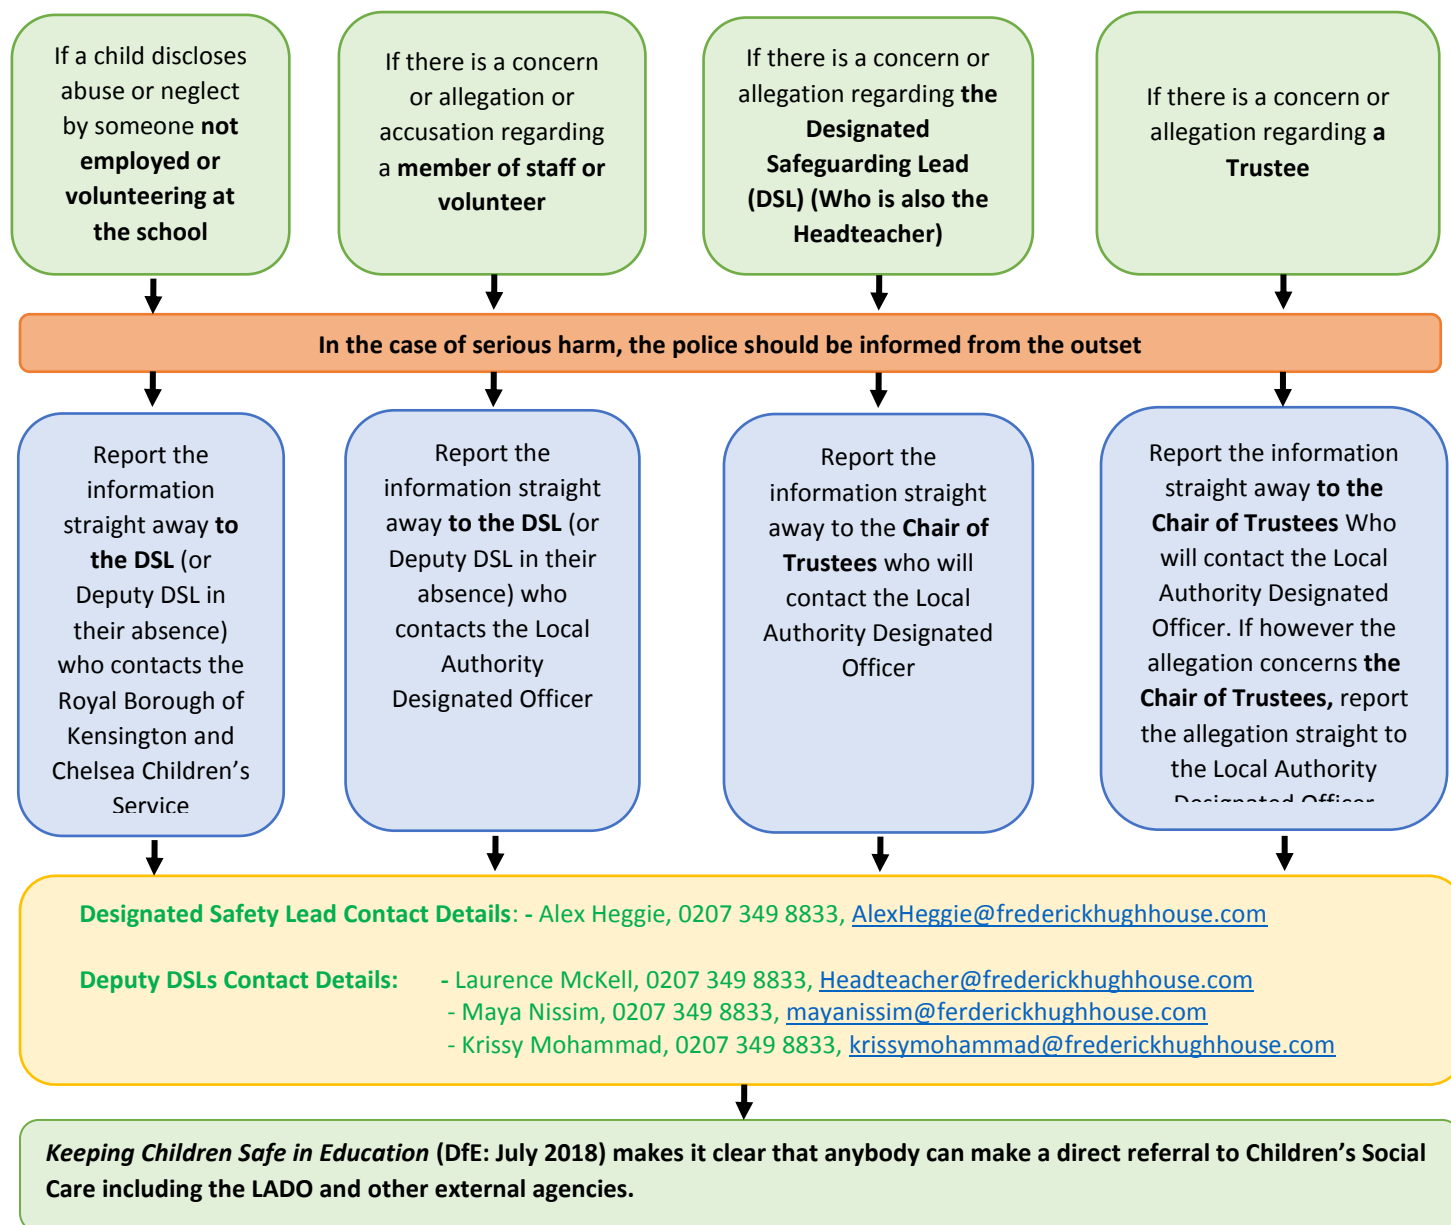 If a child discloses
abuse or neglect
by someone not
employed or
volunteering at
the school
If there is a concern
or allegation or
accusation regarding
a member of staff or
volunteer
If there is a concern or
allegation regarding the
Designated
Safeguarding Lead
(DSL) (Who is also the
Headteacher)
If there is a concern or
allegation regarding a
Trustee
In the case of serious harm, the police should be informed from the outset
Report the
information
straight away to
the DSL (or
Deputy DSL in
their absence)
who contacts the
Royal Borough of
Kensington and
Chelsea Children's
Service
Report the
information straight
away to the DSL (or
Deputy DSL in their
absence) who
contacts the Local
Authority
Designated Officer
Report the
information straight
away to the Chair of
Trustees who will
contact the Local
Authority Designated
Officer
Report the information
straight away to the
Chair of Trustees Who
will contact the Local
Authority Designated
Officer. If however the
allegation concerns the
Chair of Trustees, report
the allegation straight to
the Local Authority
Designated Officer
Designated Safety Lead Contact Details: - Alex Heggie, 0207 349 8833, AlexHeggie@frederickhughhouse.com
Deputy DSLs Contact Details: - Laurence McKell, 0207 349 8833, Headteacher@frederickhughhouse.com
- Maya Nissim, 0207 349 8833, mayanissim@ferderickhughhouse.com
- Krissy Mohammad, 0207 349 8833, krissymohammad@frederickhughhouse.com
Keeping Children Safe in Education (DfE: July 2018) makes it clear that anybody can make a direct referral to Children's Social
Care including the LADO and other external agencies.